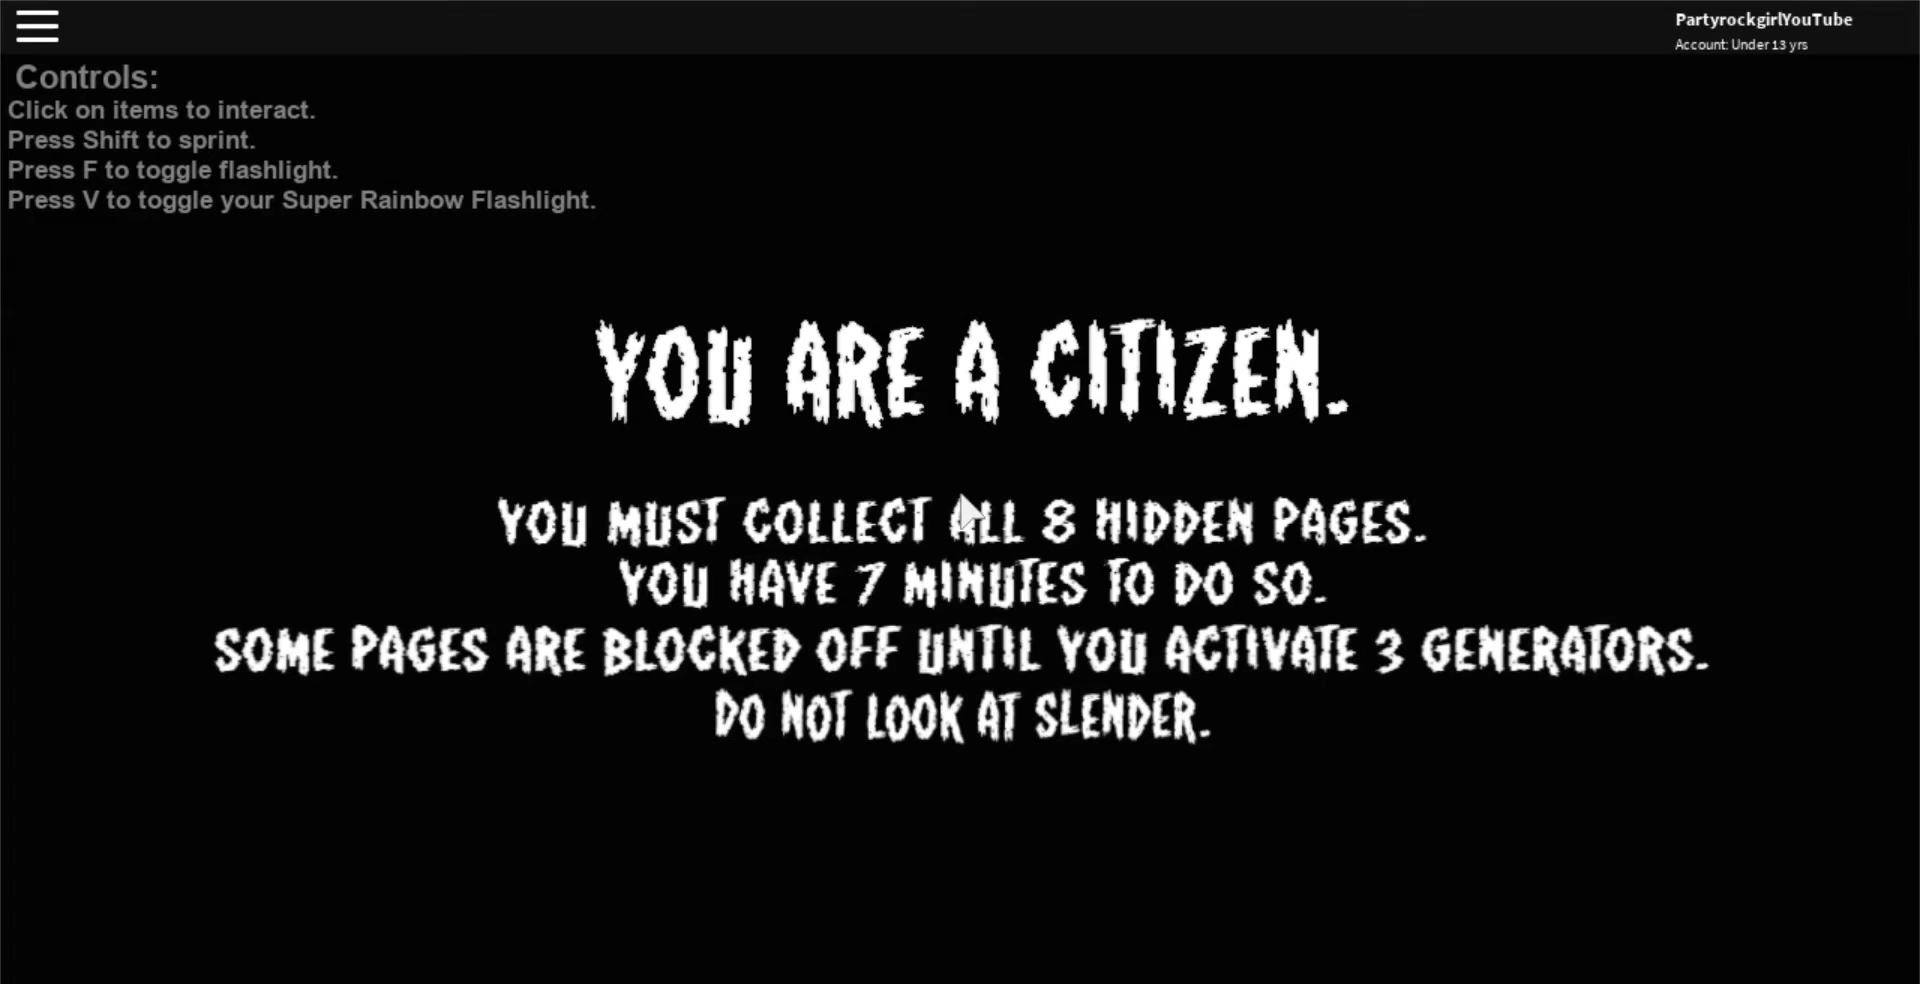 PartyrockgirlYouTube
Account: Under 13 yrs
Controls:
Click on items to interact.
Press Shift to sprint.
Press F to toggle flashlight.
Press V to toggle your Super Rainbow Flashlight.
YOU ARE A CITIZEN.
YOU MUST COLLECT ALL 8 HIDDEN PAGES.
YOU HAVE 7 MINUTES TO DO SO.
SOME PAGES ARE BLOCKED OFF UNTIL YOU ACTIVATE 3 GENERATORS.
DO NOT LOOK AT SLENDER.